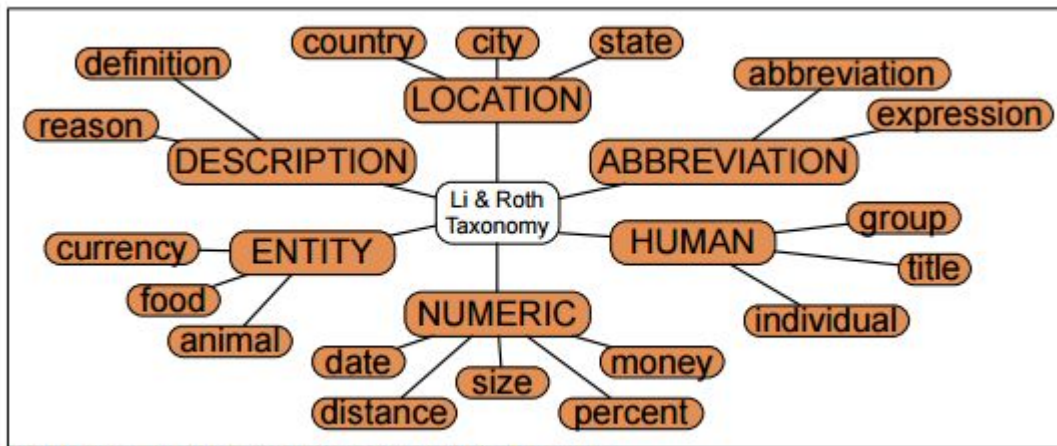 country
city
state
definition
abbreviation
LOCATION
expression
reason
DESCRIPTION
ABBREVIATION
Li & Roth
Taxonomy
group
currency
ENTITY
HUMAN
title
food
animal
NUMERIC
individual
date
size
money
distance
percent